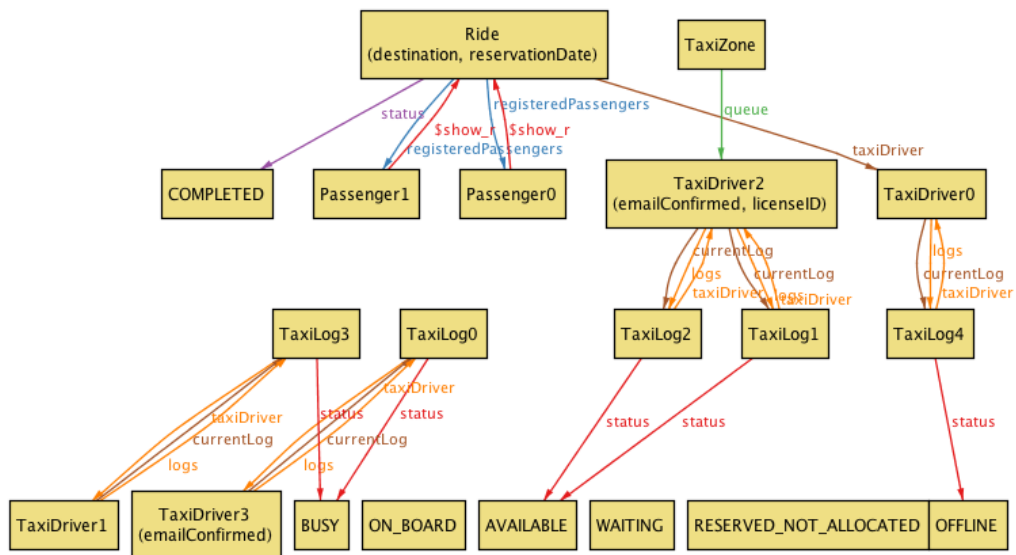 Ride
(destination, reservationDate)
TaxiZone
status
registeredPassengers
queue
$show_r
$show_r
registeredPassengers
taxiDriver
COMPLETED
Passenger1
Passenger0
TaxiDriver2
(emailConfirmed, licenseID)
TaxiDriver0
currentLog
logs
currentLog
logs
currentLog
taxiDriver
logs
taxiDriver
taxiDriver
TaxiLog3
TaxiLog0
TaxiLog2
TaxiLog1
TaxiLog4
taxiDriver
taxiDriver
status
status
status
status
status
currentLog
currentLog
logs
logs
TaxiDriver1
TaxiDriver3
(emailConfirmed)
BUSY
ON_BOARD
AVAILABLE
WAITING
RESERVED_NOT_ALLOCATED
OFFLINE